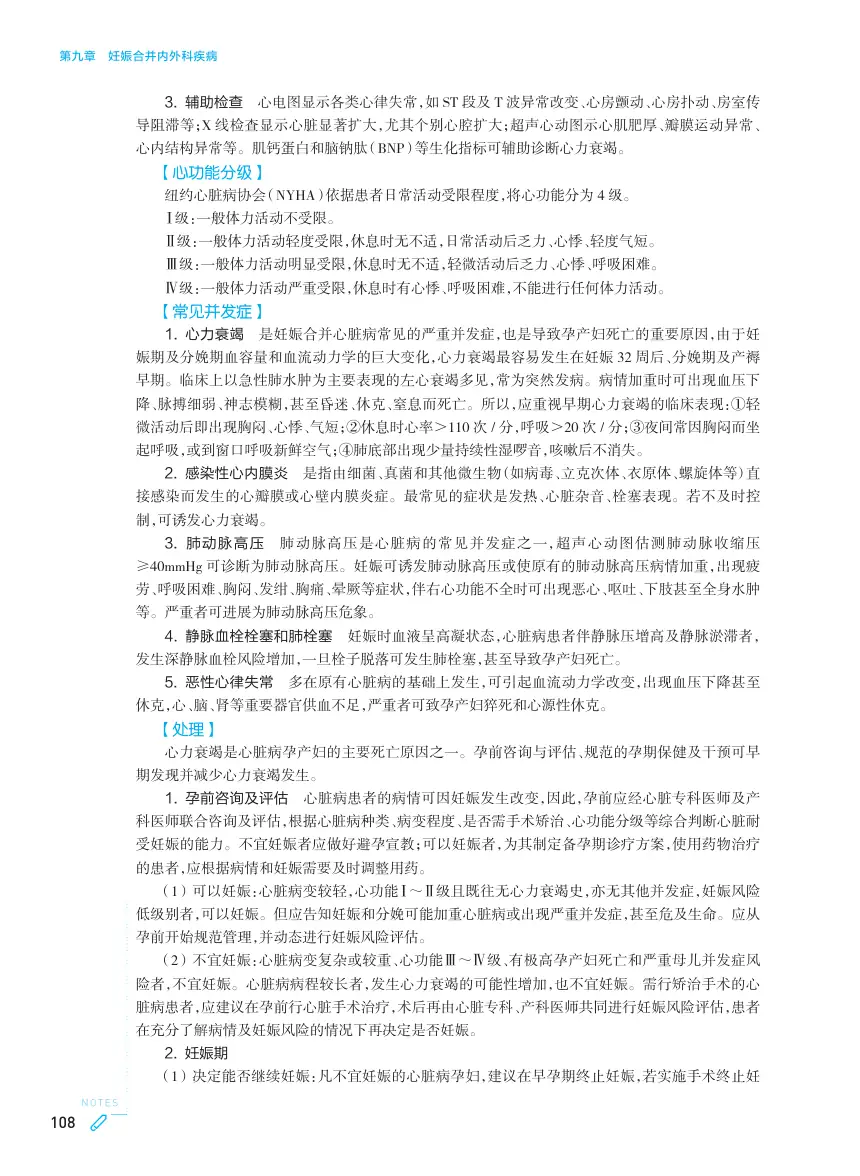 第九章 妊娠合并内外科疾病
3. 辅助检查 心电图显示各类心律失常,如 ST 段及 T 波异常改变、心房颤动、心房扑动、房室传
导阻滞等;X 线检查显示心脏显著扩大,尤其个别心腔扩大;超声心动图示心肌肥厚、瓣膜运动异常、
心内结构异常等。肌钙蛋白和脑钠肽(BNP)等生化指标可辅助诊断心力衰竭。
【心功能分级】
纽约心脏病协会(NYHA)依据患者日常活动受限程度,将心功能分为 4 级。
Ⅰ级:一般体力活动不受限。
Ⅱ级:一般体力活动轻度受限,休息时无不适,日常活动后乏力、心悸、轻度气短。
Ⅲ级:一般体力活动明显受限,休息时无不适,轻微活动后乏力、心悸、呼吸困难。
Ⅳ级:一般体力活动严重受限,休息时有心悸、呼吸困难,不能进行任何体力活动。
【常见并发症】
1. 心力衰竭 是妊娠合并心脏病常见的严重并发症,也是导致孕产妇死亡的重要原因,由于妊
娠期及分娩期血容量和血流动力学的巨大变化,心力衰竭最容易发生在妊娠 32 周后、分娩期及产褥
早期。临床上以急性肺水肿为主要表现的左心衰竭多见,常为突然发病。病情加重时可出现血压下
降、脉搏细弱、神志模糊,甚至昏迷、休克、窒息而死亡。所以,应重视早期心力衰竭的临床表现:①轻
微活动后即出现胸闷、心悸、气短;②休息时心率>110 次 / 分,呼吸>20 次 / 分;③夜间常因胸闷而坐
起呼吸,或到窗口呼吸新鲜空气;④肺底部出现少量持续性湿啰音,咳嗽后不消失。
2. 感染性心内膜炎 是指由细菌、真菌和其他微生物(如病毒、立克次体、衣原体、螺旋体等)直
接感染而发生的心瓣膜或心壁内膜炎症。最常见的症状是发热、心脏杂音、栓塞表现。若不及时控
制,可诱发心力衰竭。
3. 肺动脉高压 肺动脉高压是心脏病的常见并发症之一,超声心动图估测肺动脉收缩压
≥40mmHg 可诊断为肺动脉高压。妊娠可诱发肺动脉高压或使原有的肺动脉高压病情加重,出现疲
劳、呼吸困难、胸闷、发绀、胸痛、晕厥等症状,伴右心功能不全时可出现恶心、呕吐、下肢甚至全身水肿
等。严重者可进展为肺动脉高压危象。
4. 静脉血栓栓塞和肺栓塞 妊娠时血液呈高凝状态,心脏病患者伴静脉压增高及静脉淤滞者,
发生深静脉血栓风险增加,一旦栓子脱落可发生肺栓塞,甚至导致孕产妇死亡。
5. 恶性心律失常 多在原有心脏病的基础上发生,可引起血流动力学改变,出现血压下降甚至
休克,心、脑、肾等重要器官供血不足,严重者可致孕产妇猝死和心源性休克。
【处理】
心力衰竭是心脏病孕产妇的主要死亡原因之一。孕前咨询与评估、规范的孕期保健及干预可早
期发现并减少心力衰竭发生。
1. 孕前咨询及评估 心脏病患者的病情可因妊娠发生改变,因此,孕前应经心脏专科医师及产
科医师联合咨询及评估,根据心脏病种类、病变程度、是否需手术矫治、心功能分级等综合判断心脏耐
受妊娠的能力。不宜妊娠者应做好避孕宣教;可以妊娠者,为其制定备孕期诊疗方案,使用药物治疗
的患者,应根据病情和妊娠需要及时调整用药。
(1)可以妊娠:心脏病变较轻,心功能Ⅰ~Ⅱ级且既往无心力衰竭史,亦无其他并发症,妊娠风险
低级别者,可以妊娠。但应告知妊娠和分娩可能加重心脏病或出现严重并发症,甚至危及生命。应从
孕前开始规范管理,并动态进行妊娠风险评估。
(2)不宜妊娠:心脏病变复杂或较重、心功能Ⅲ~Ⅳ级、有极高孕产妇死亡和严重母儿并发症风
险者,不宜妊娠。心脏病病程较长者,发生心力衰竭的可能性增加,也不宜妊娠。需行矫治手术的心
脏病患者,应建议在孕前行心脏手术治疗,术后再由心脏专科、产科医师共同进行妊娠风险评估,患者
在充分了解病情及妊娠风险的情况下再决定是否妊娠。
2. 妊娠期
(1)决定能否继续妊娠:凡不宜妊娠的心脏病孕妇,建议在早孕期终止妊娠,若实施手术终止妊
NOTES
108